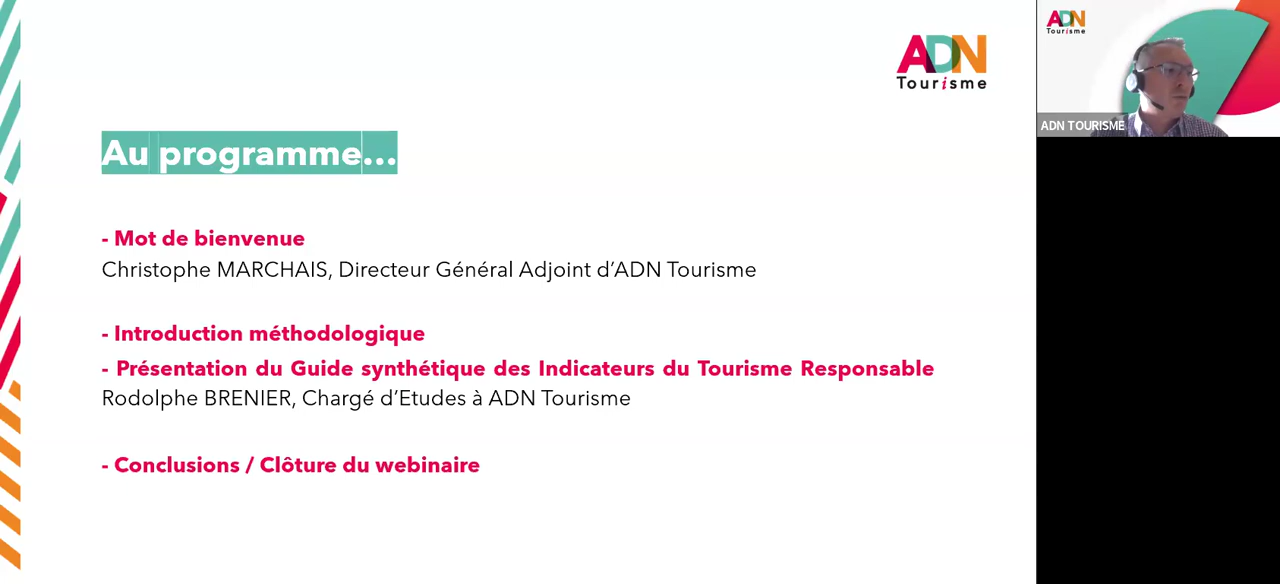 ADN
Tourisme
Au programme...
- Mot de bienvenue
Christophe MARCHAIS, Directeur Général Adjoint d’ADN Tourisme
- Introduction méthodologique
- Présentation du Guide synthétique des Indicateurs du Tourisme Responsable
Rodolphe BRENIER, Chargé d’Etudes à ADN Tourisme
- Conclusions / Clôture du webinaire
ADN
Tourisme
ADN TOURISME